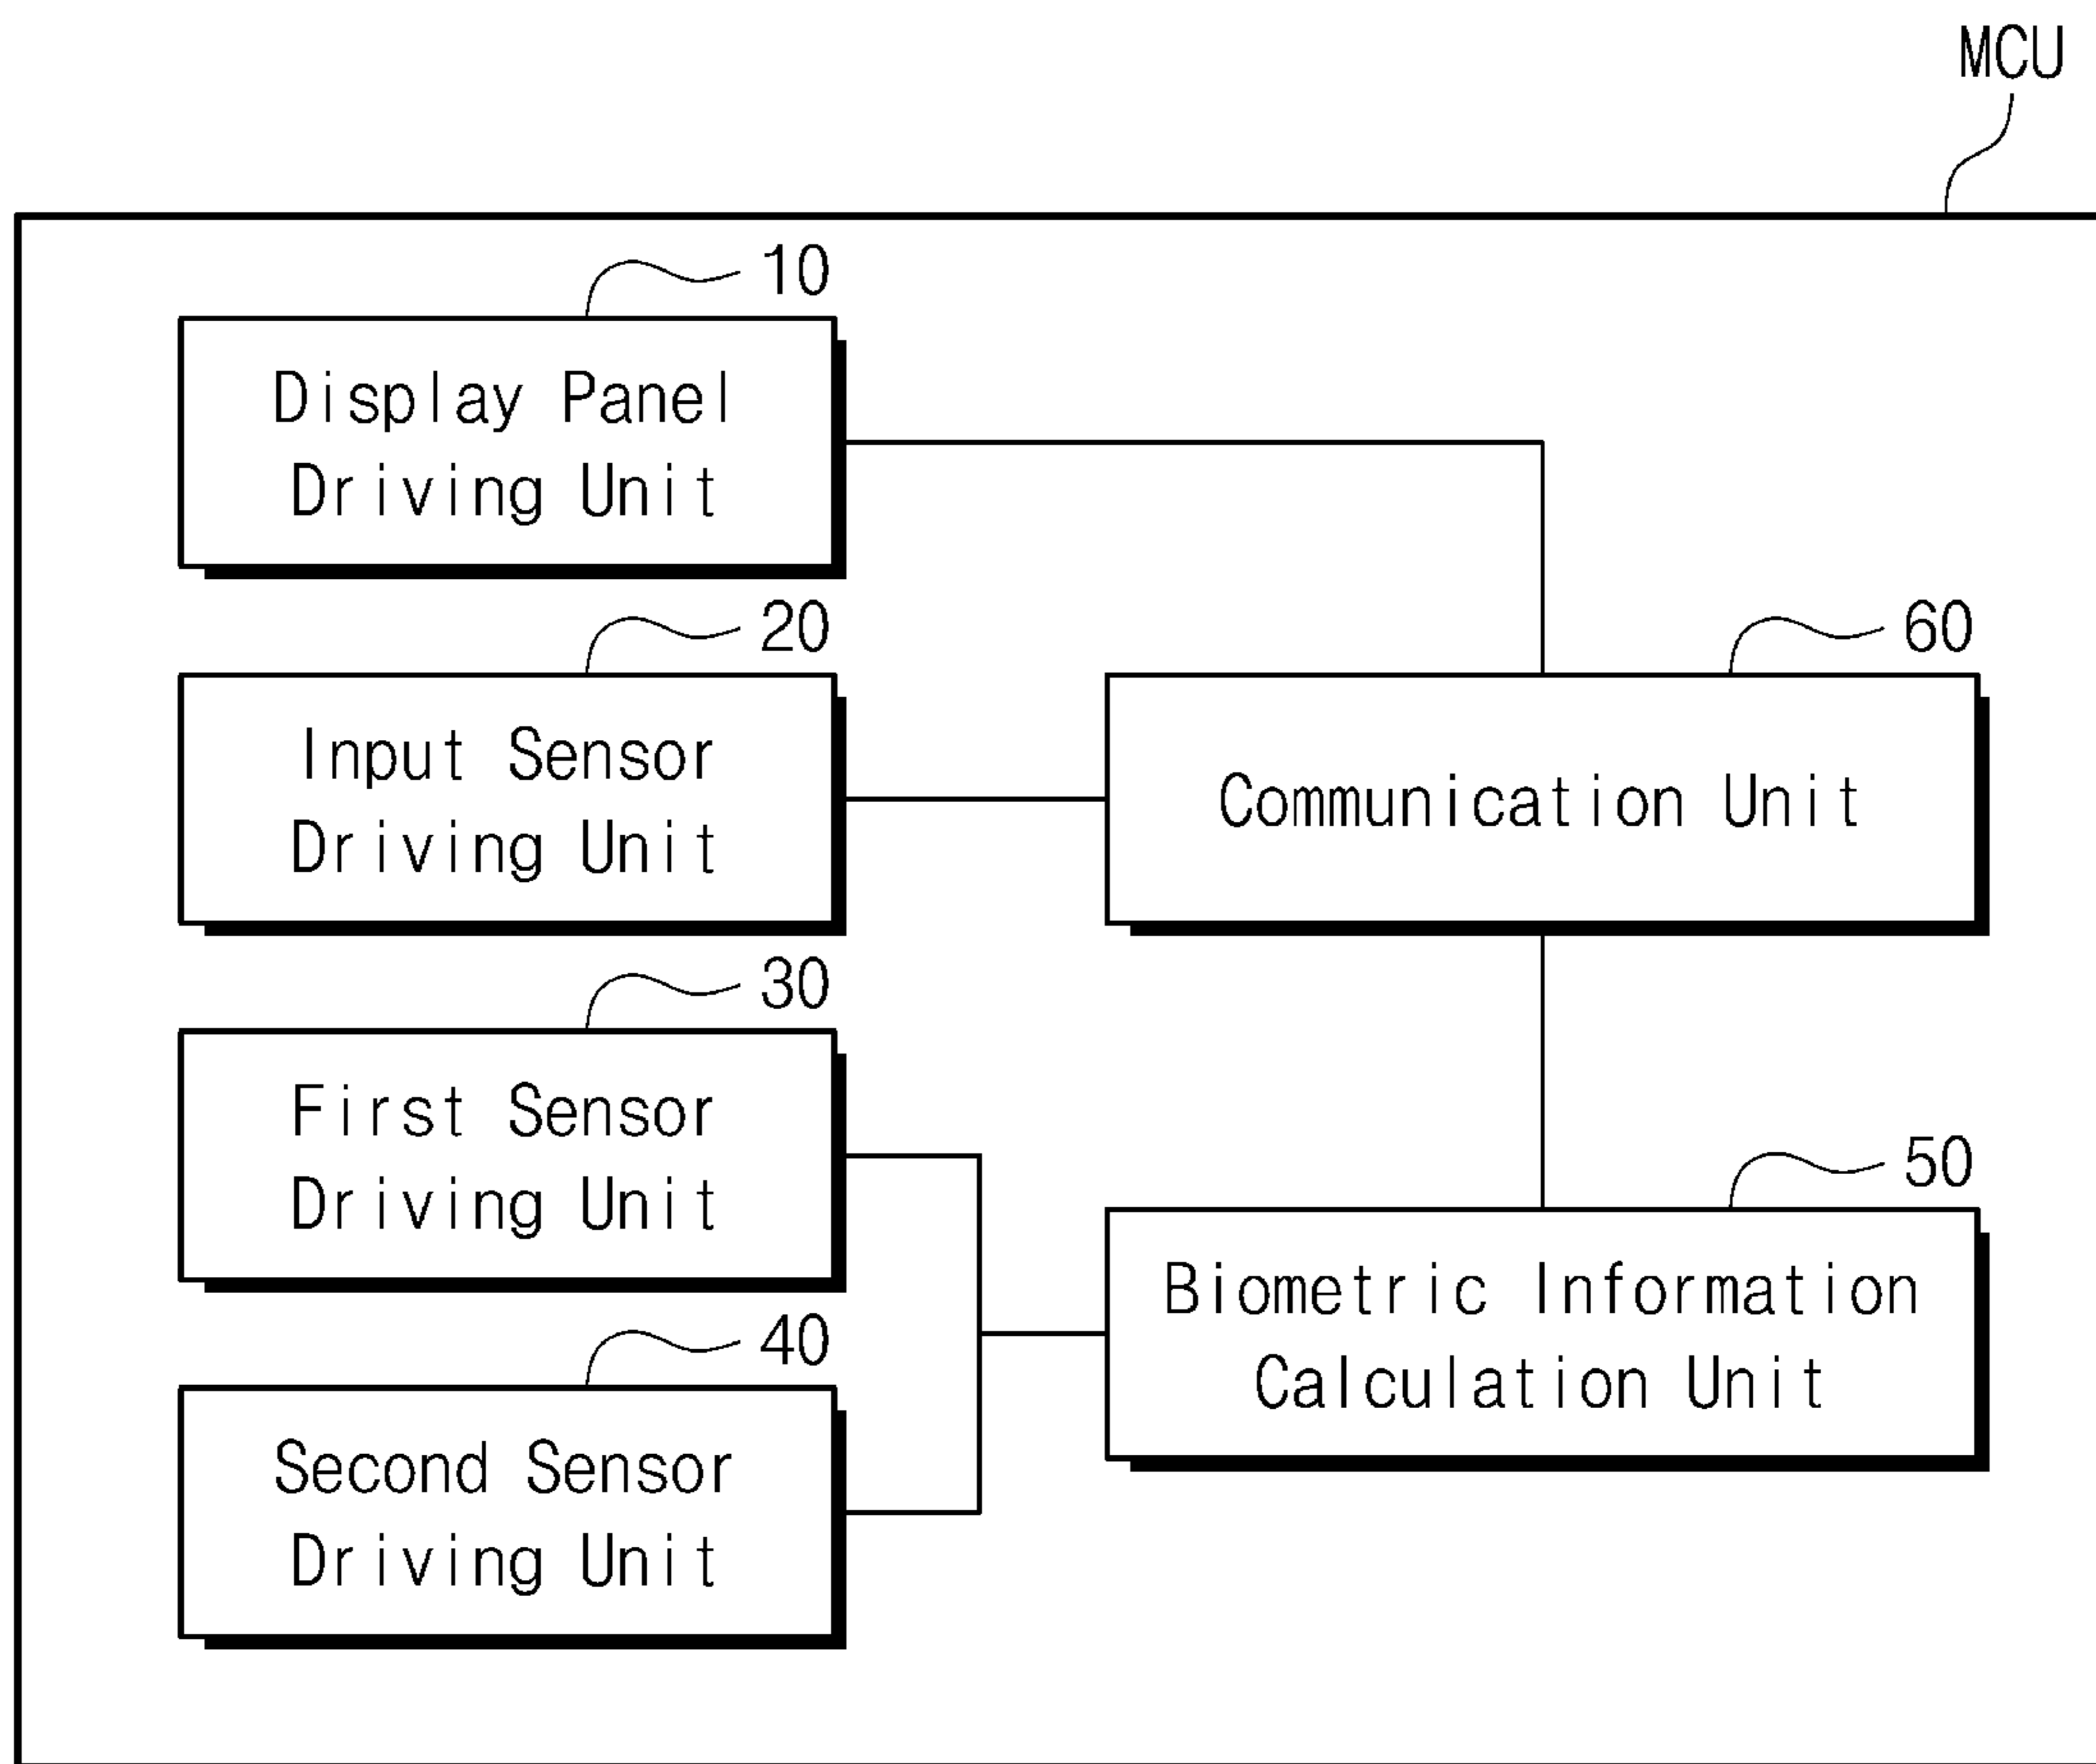 MCU
10
Display Panel
Driving Unit
20
Input Sensor
Driving Unit
60
Communication Unit
30
First Sensor
Driving Unit
50
Biometric Information
Calculation Unit
40
Second Sensor
Driving Unit